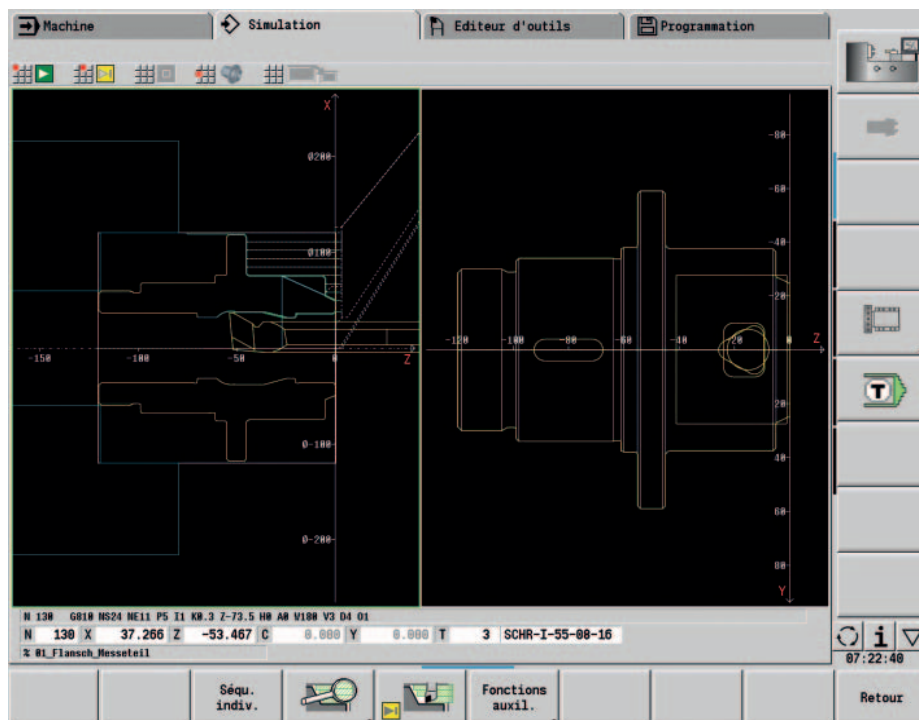 Machine
Simulation
Editeur d'outils
Programmation
X
Ø200
Ø100
-150
-100
-50
Z
Ø-100
Ø-200
-80
-60
-40
-20
-120
-100
-80
-60
-40
-20
0
Z
20
40
60
80
Y
N 130 G810 NS24 NE11 P5 I1 K0.3 Z-73.5 H0 A0 V180 V3 D4 O1
N 130 X 37.266 Z -53.467 C 0.000 Y 0.000 T 3 SCHR-I-55-08-16
% 01_Flansch_Messeteil
i
07:22:40
T
Séqu. indiv.
Fonctions auxil.
Retour